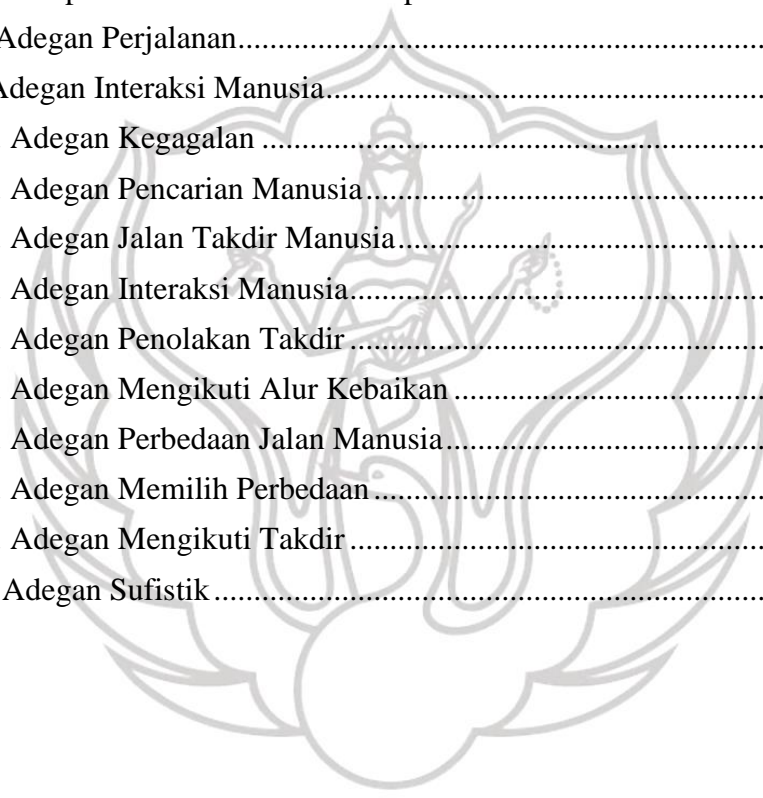 Adegan Perjalanan................................................................
Adegan Interaksi Manusia.....................................................
Adegan Kegagalan ..............................................................
Adegan Pencarian Manusia..................................................
Adegan Jalan Takdir Manusia..............................................
Adegan Interaksi Manusia.....................................................
Adegan Penolakan Takdir.....................................................
Adegan Mengikuti Alur Kebaikan .......................................
Adegan Perbedaan Jalan Manusia.........................................
Adegan Memilih Perbedaan..................................................
Adegan Mengikuti Takdir.....................................................
Adegan Sufistik....................................................................